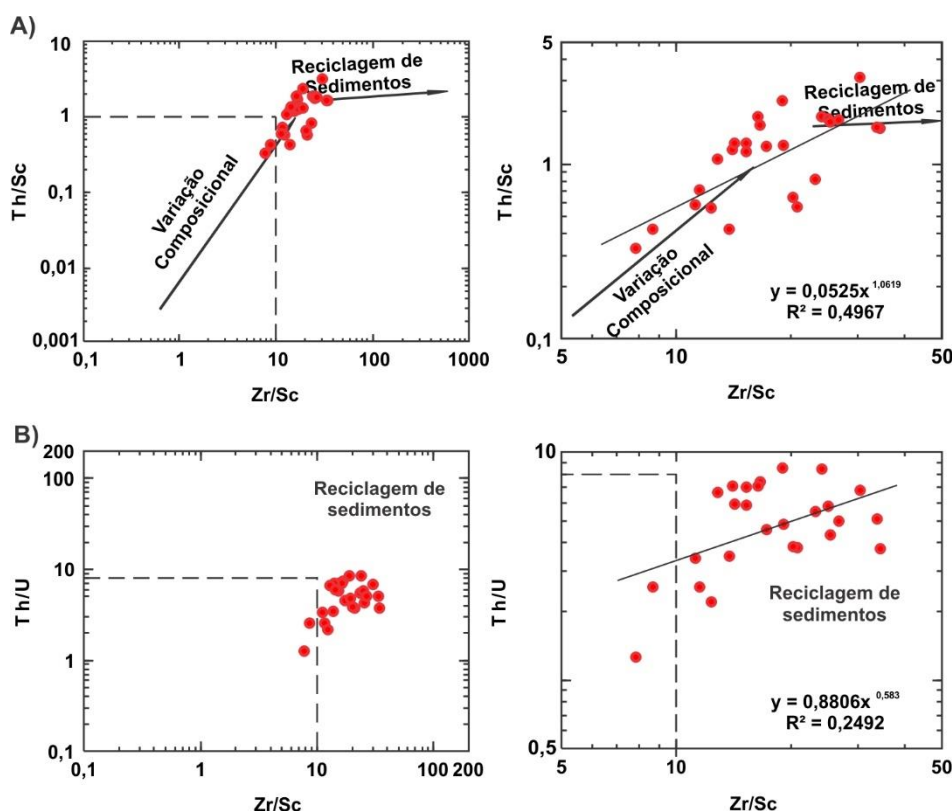 A)
10
1
0,1
0,01
0,001
Th/Sc
Reciclagem de
Sedimentos
Variação
Composicional
0,1
1
10
100
1000
Zr/Sc
5
1
0,1
Th/Sc
Reciclagem de
Sedimentos
Variação
Composicional
y = 0,0525x 1,0619
R² = 0,4967
5
10
50
Zr/Sc
B)
200
100
10
1
0,1
Th/U
Reciclagem de
sedimentos
0,1
1
10
100 200
Zr/Sc
10
1
0,5
Reciclagem de
sedimentos
y = 0,8806x 0,583
R² = 0,2492
5
10
50
Zr/Sc